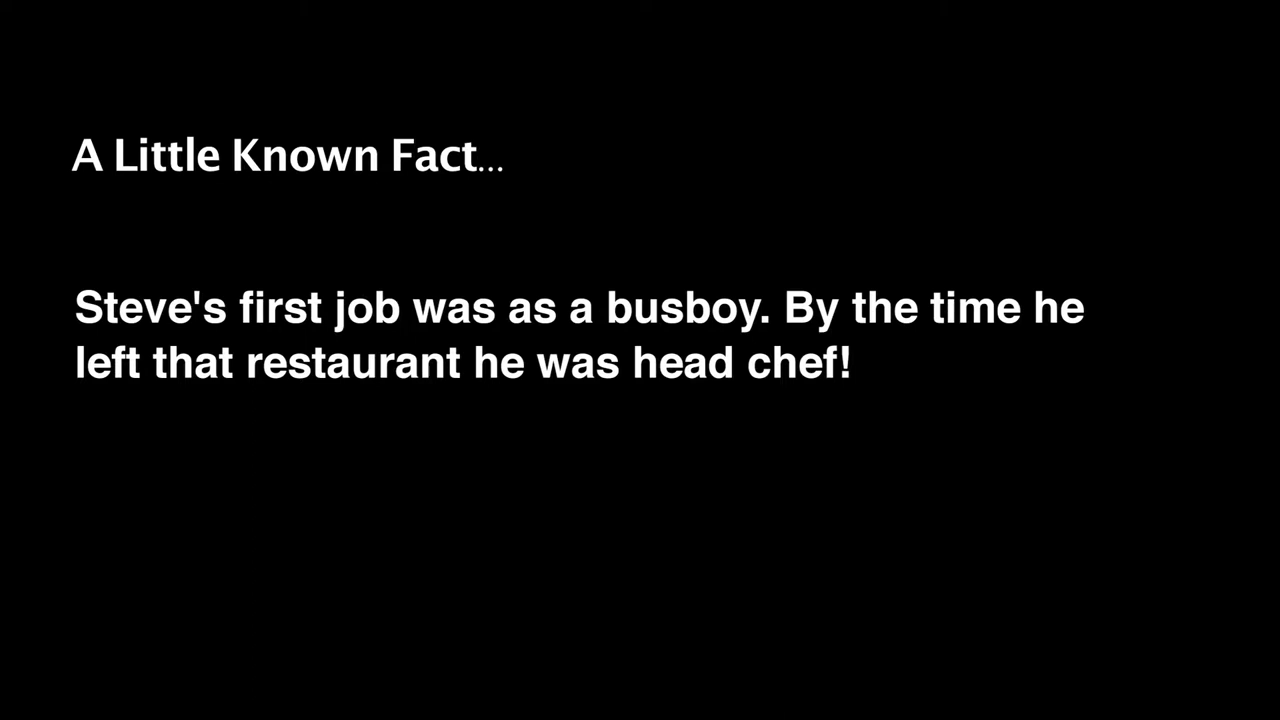 A Little Known Fact...
Steve's first job was as a busboy. By the time he
left that restaurant he was head chef!